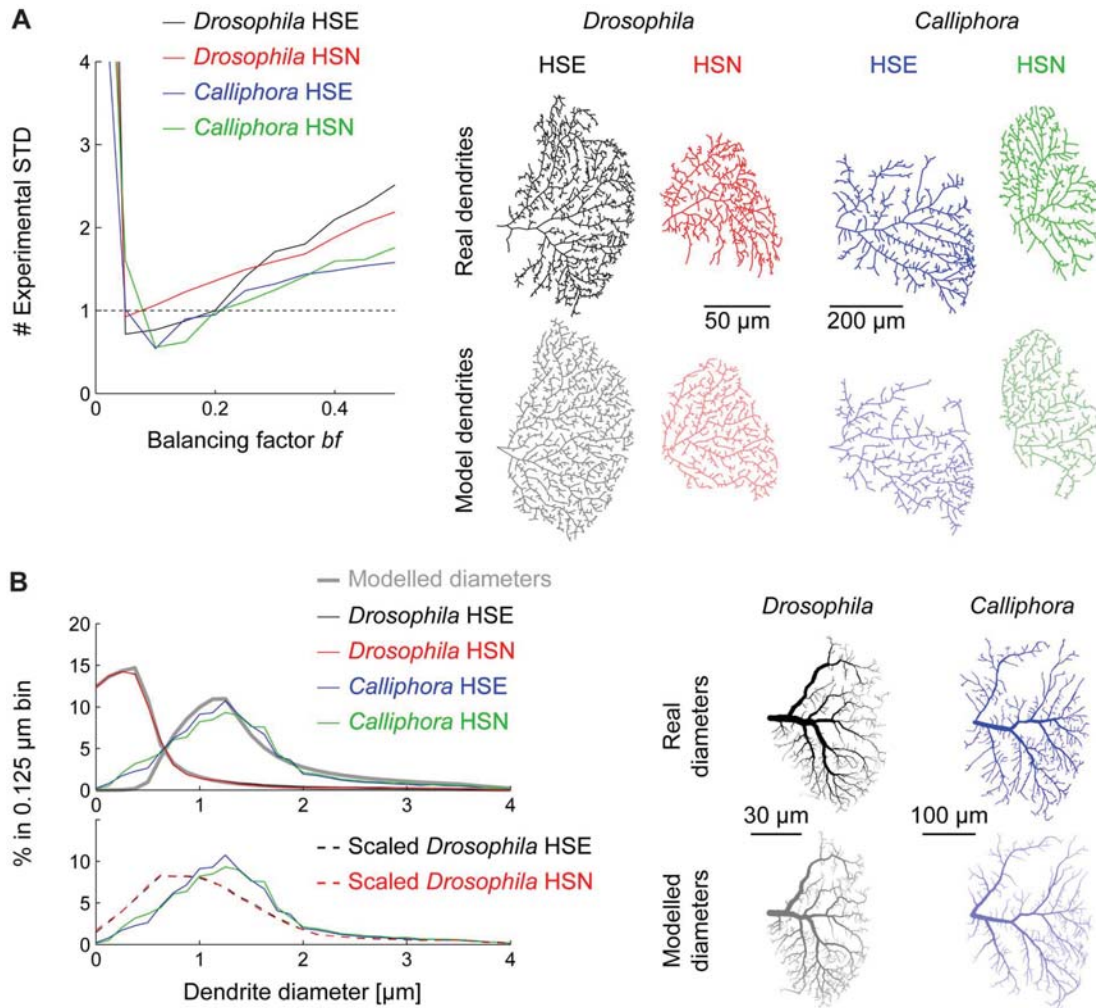 A
Drosophila HSE
Drosophila HSN
Calliphora HSE
Calliphora HSN
# Experimental STD
4
3
2
1
0
0 0.2 0.4
Balancing factor bf
Drosophila Calliphora
HSE HSN HSE HSN
Real dendrites
50 µm 200 µm
Model dendrites
B
Modelled diameters
Drosophila HSE
Drosophila HSN
Calliphora HSE
Calliphora HSN
% in 0.125 µm bin
20
15
10
5
0
0 1 2 3 4
Scaled Drosophila HSE
Scaled Drosophila HSN
10
5
0
0 1 2 3 4
Dendrite diameter [µm]
Drosophila Calliphora
Real
diameters
30 µm 100 µm
Modelled
diameters